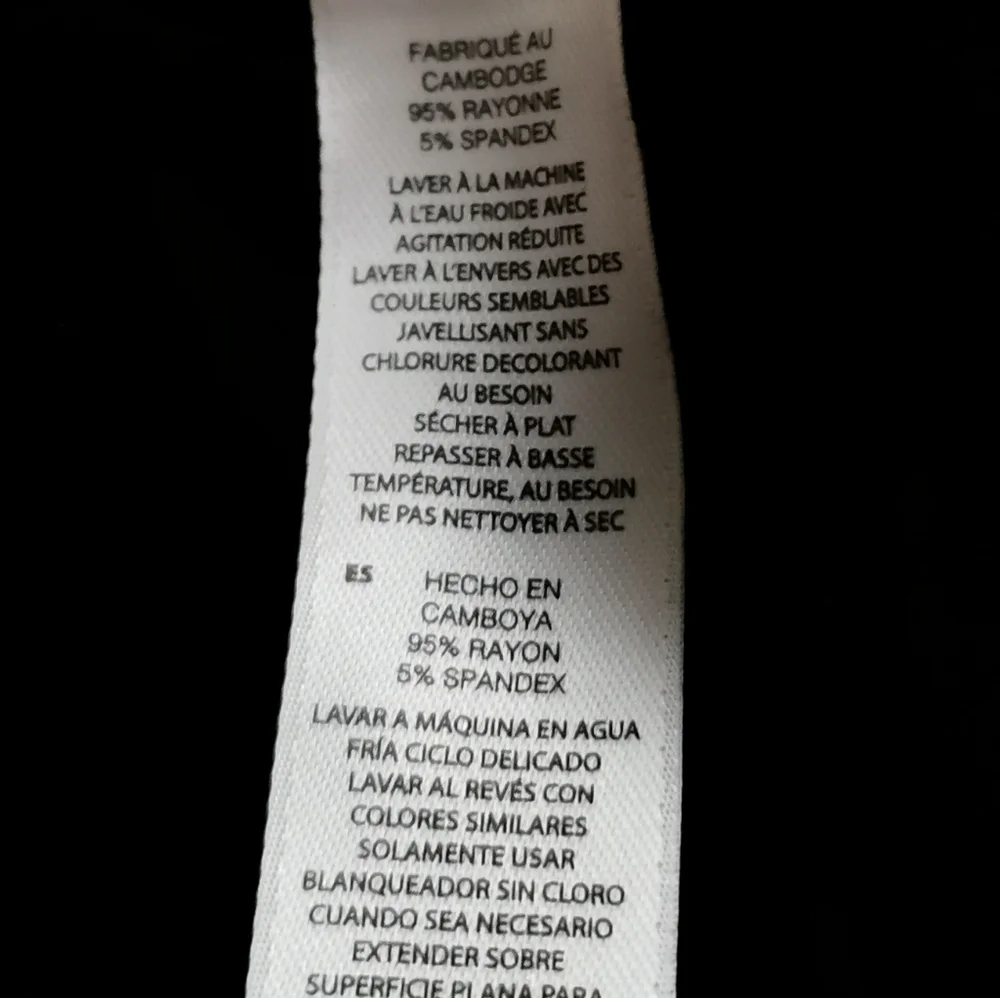 FABRIQUÉ AU
CAMBODGE
95% RAYONNE
5% SPANDEX
LAVER À LA MACHINE
À L'EAU FROIDE AVEC
AGITATION RÉDUITE
LAVER À L'ENVERS AVEC DES
COULEURS SEMBLABLES
JAVELLISANT SANS
CHLORURE DECOLORANT
AU BESOIN
SÉCHER À PLAT
REPASSER À BASSE
TEMPÉRATURE, AU BESOIN
NE PAS NETTOYER À SEC
ES HECHO EN
CAMBOYA
95% RAYON
5% SPANDEX
LAVAR A MÁQUINA EN AGUA
FRÍA CICLO DELICADO
LAVAR AL REVÉS CON
COLORES SIMILARES
SOLAMENTE USAR
BLANQUEADOR SIN CLORO
CUANDO SEA NECESARIO
EXTENDER SOBRE
SUPERFICIE PLANA PARA